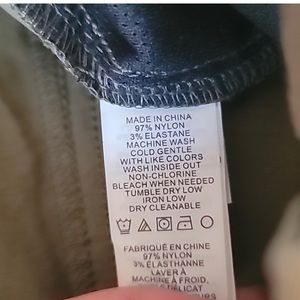 MADE IN CHINA
97% NYLON
3% ELASTANE
MACHINE WASH
COLD GENTLE
WITH LIKE COLORS
WASH INSIDE OUT
NON-CHLORINE
BLEACH WHEN NEEDED
TUMBLE DRY LOW
IRON LOW
DRY CLEANABLE
FABRIQUÉ EN CHINE
97% NYLON
3% ÉLASTHANNE
LAVER À
MACHINE À FROID,
DÉLICAT